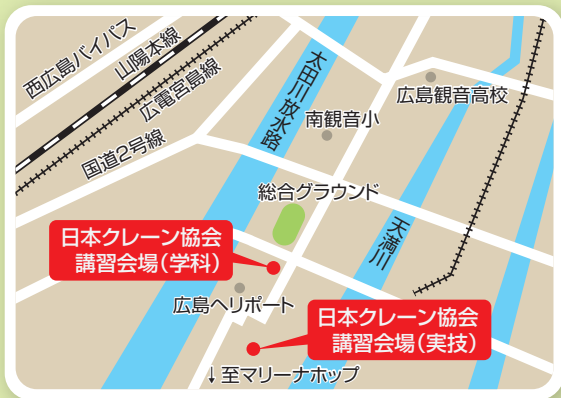 西広島バイパス
山陽本線
広電宮島線
国道2号線
太田川放水路
広島観音高校
南観音小
総合グラウンド
天満川
日本クレーン協会
講習会場(学科)
広島ヘリポート
日本クレーン協会
講習会場(実技)
↓至マリーナホップ